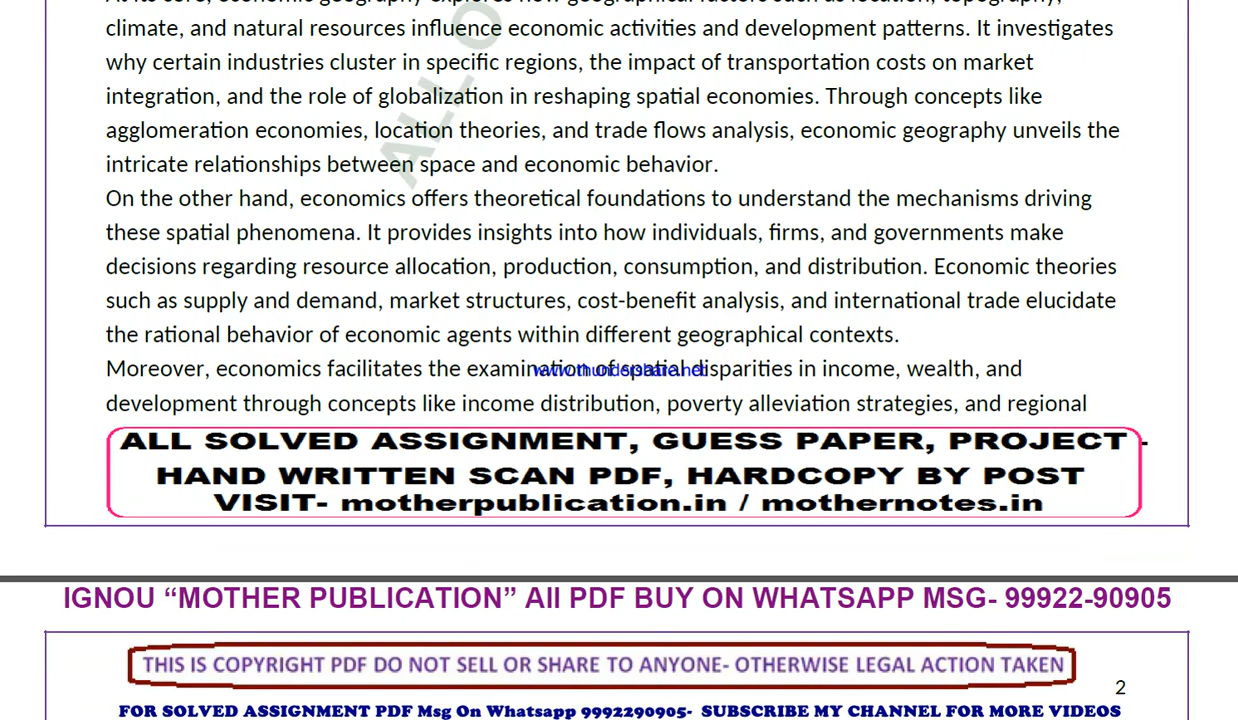 climate, and natural resources influence economic activities and development patterns. It investigates
why certain industries cluster in specific regions, the impact of transportation costs on market
integration, and the role of globalization in reshaping spatial economies. Through concepts like
agglomeration economies, location theories, and trade flows analysis, economic geography unveils the
intricate relationships between space and economic behavior.
ALL O
On the other hand, economics offers theoretical foundations to understand the mechanisms driving
these spatial phenomena. It provides insights into how individuals, firms, and governments make
decisions regarding resource allocation, production, consumption, and distribution. Economic theories
such as supply and demand, market structures, cost-benefit analysis, and international trade elucidate
the rational behavior of economic agents within different geographical contexts.
Moreover, economics facilitates the examination of spatial disparities in income, wealth, and
www.thundershare.net
development through concepts like income distribution, poverty alleviation strategies, and regional
ALL SOLVED ASSIGNMENT, GUESS PAPER, PROJECT -
HAND WRITTEN SCAN PDF, HARDCOPY BY POST
VISIT- motherpublication.in / mothernotes.in
IGNOU “MOTHER PUBLICATION” All PDF BUY ON WHATSAPP MSG- 99922-90905
THIS IS COPYRIGHT PDF DO NOT SELL OR SHARE TO ANYONE- OTHERWISE LEGAL ACTION TAKEN
2
FOR SOLVED ASSIGNMENT PDF Msg On Whatsapp 9992290905- SUBSCRIBE MY CHANNEL FOR MORE VIDEOS